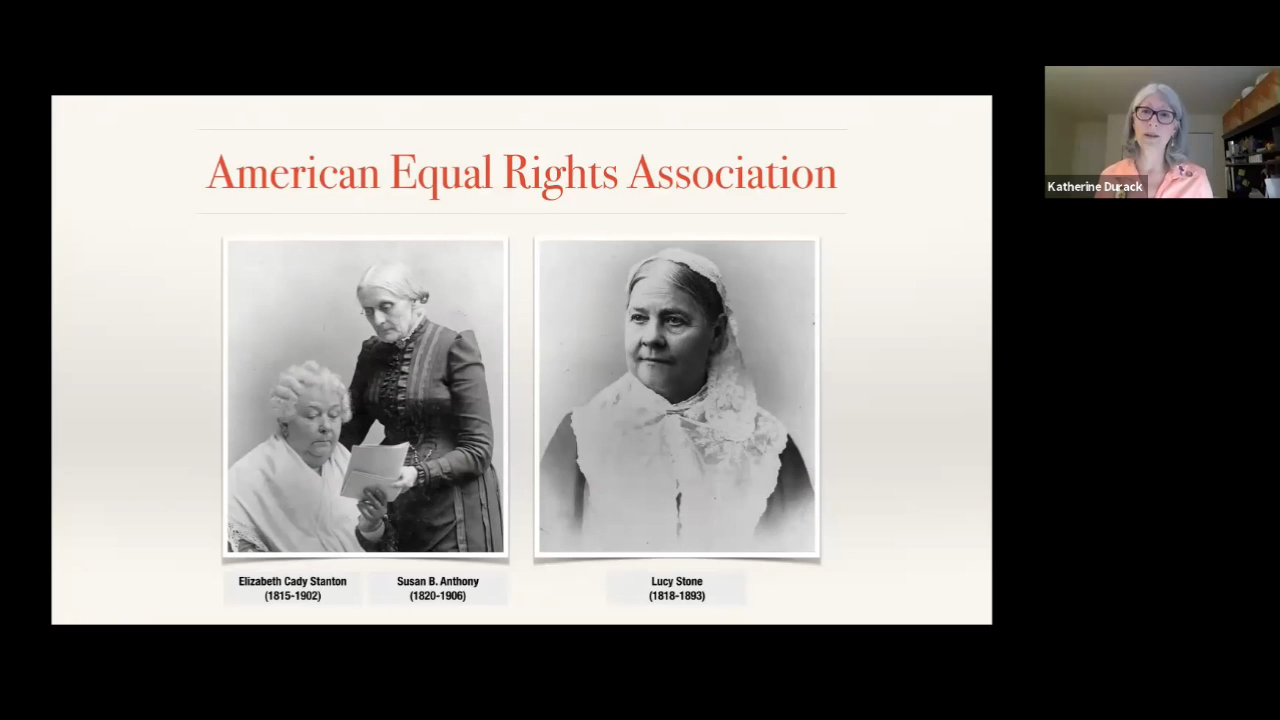 American Equal Rights Association
Katherine Durack
Elizabeth Cady Stanton
(1815-1902)
Susan B. Anthony
(1820-1906)
Lucy Stone
(1818-1893)